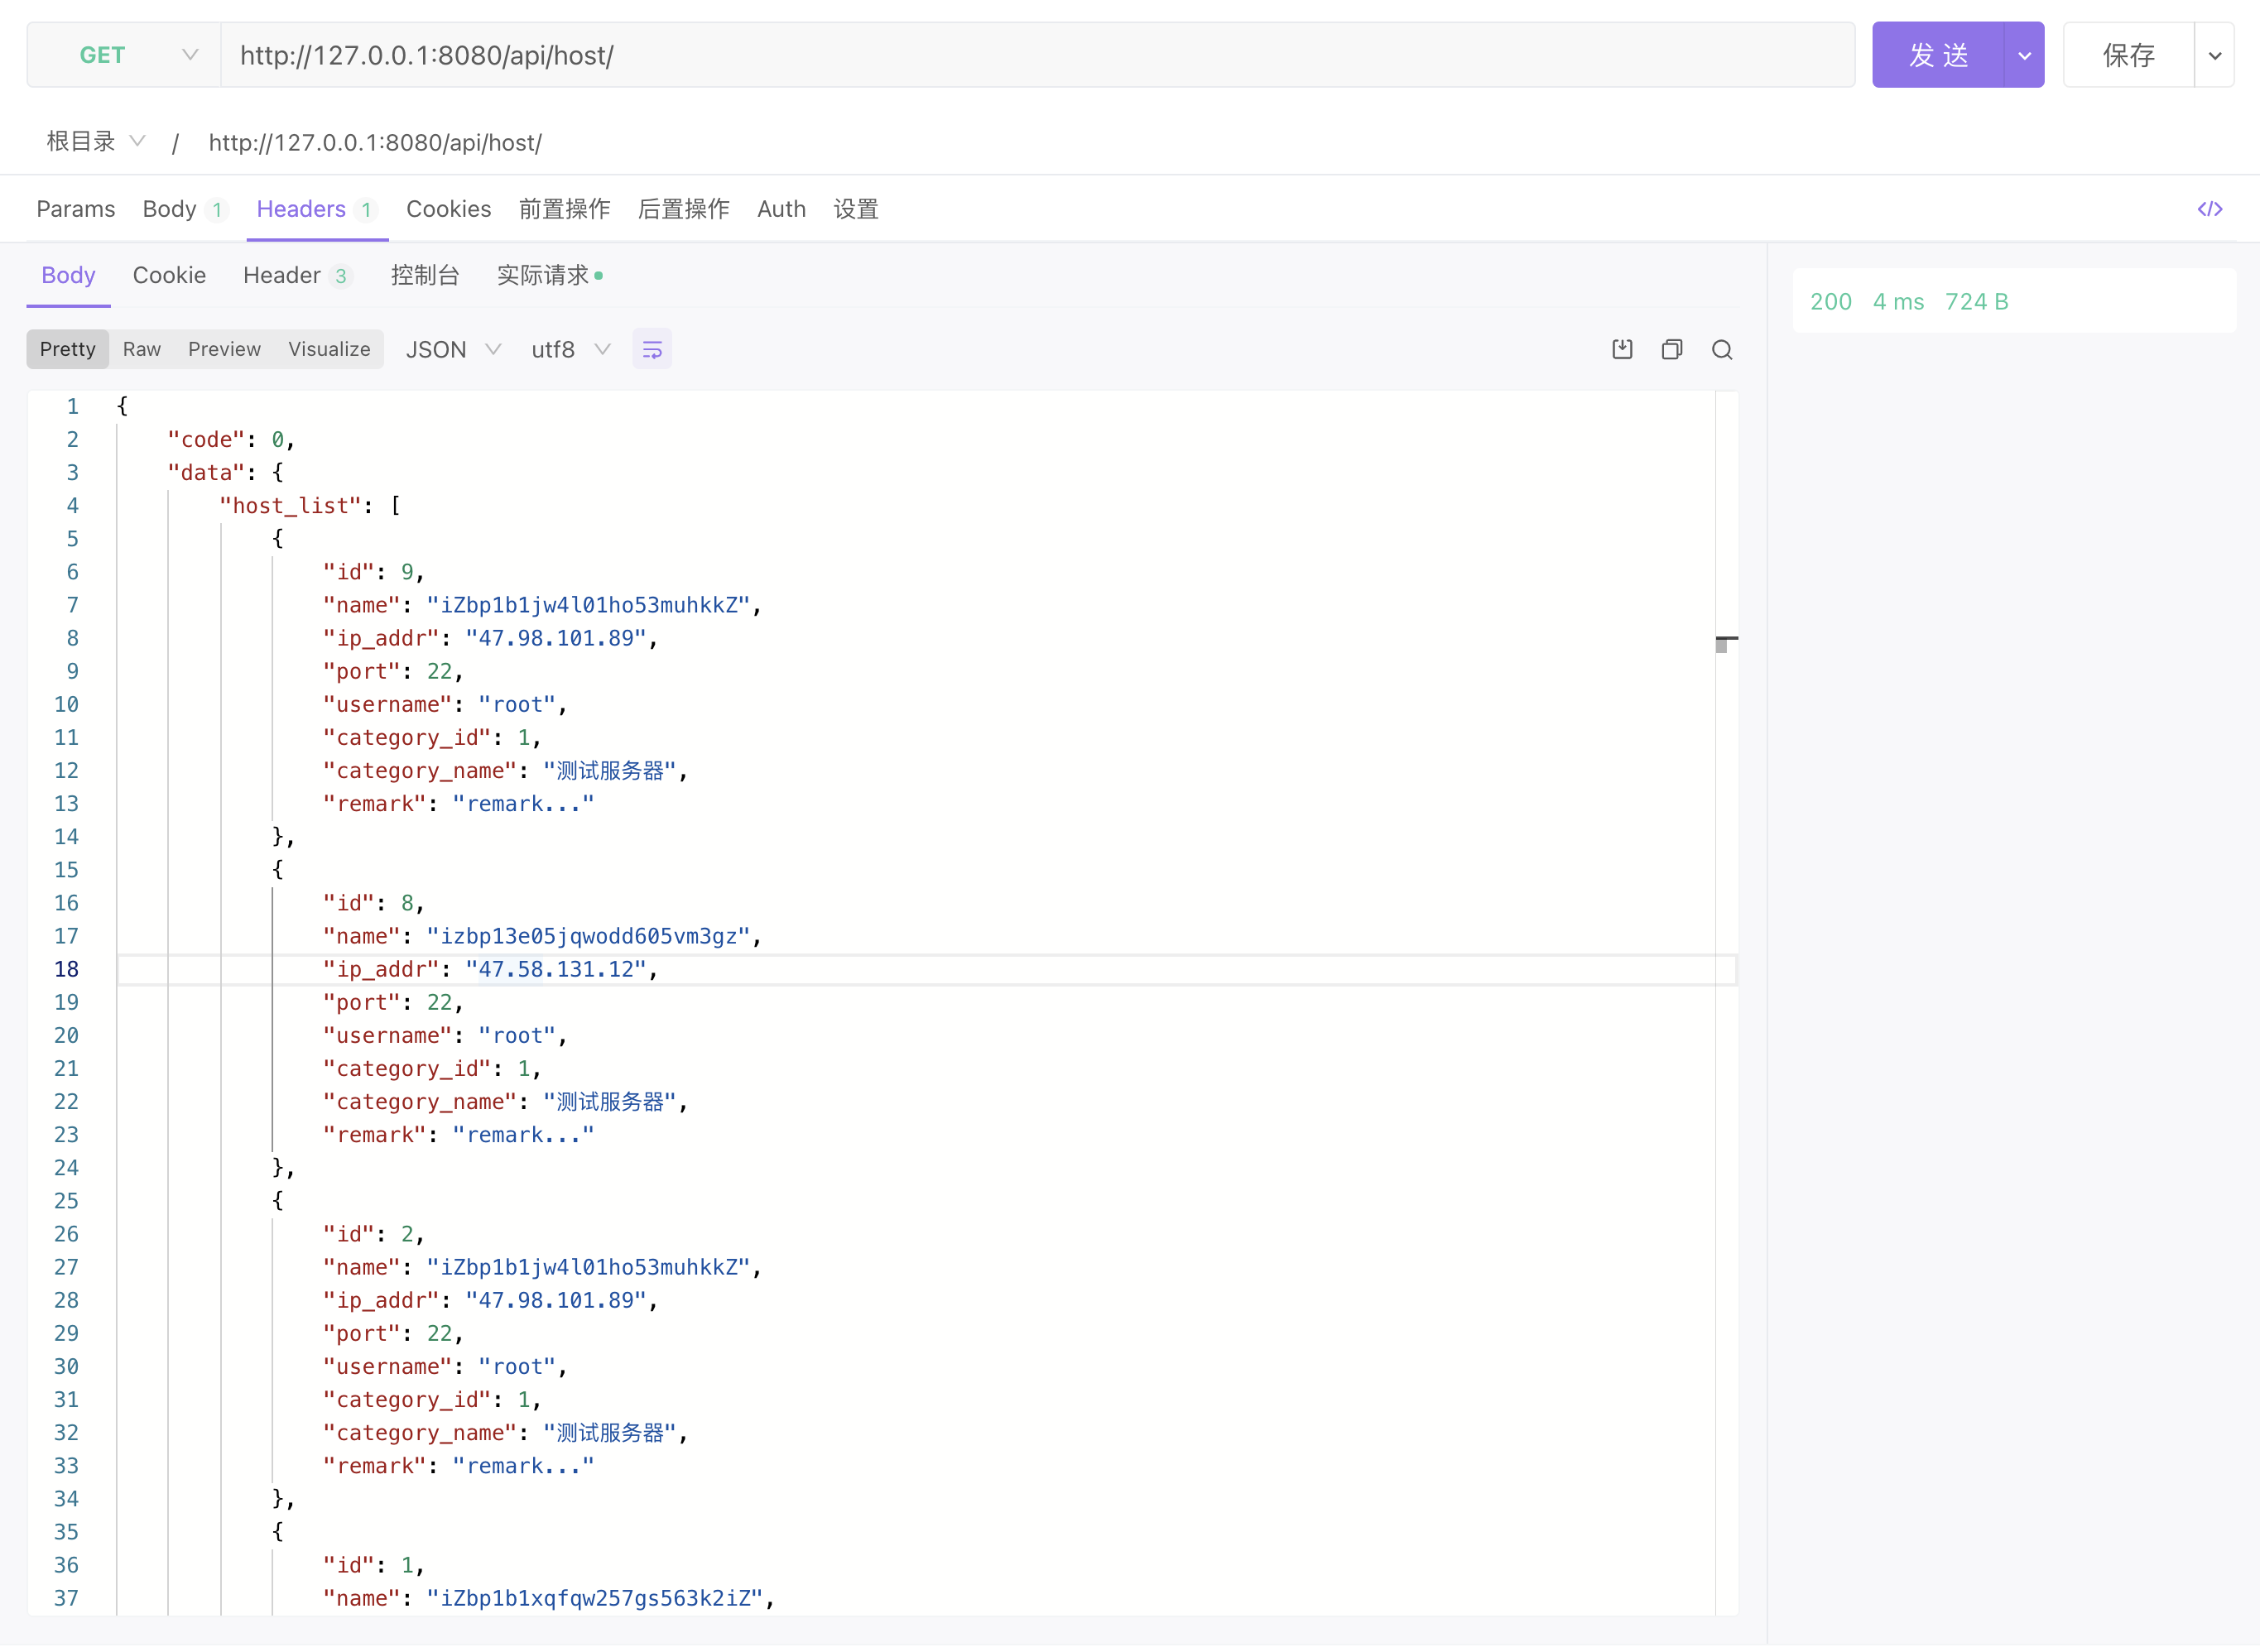 GET http://127.0.0.1:8080/api/host/ 发 送 保存
根目录 / http://127.0.0.1:8080/api/host/
Params Body 1 Headers 1 Cookies 前置操作 后置操作 Auth 设置 </>
Body Cookie Header 3 控制台 实际请求
200 4 ms 724 B
Pretty Raw Preview Visualize JSON utf8
1 {
2 "code": 0,
3 "data": {
4 "host_list": [
5 {
6 "id": 9,
7 "name": "iZbp1b1jw4l01ho53muhkkZ",
8 "ip_addr": "47.98.101.89",
9 "port": 22,
10 "username": "root",
11 "category_id": 1,
12 "category_name": "测试服务器",
13 "remark": "remark..."
14 },
15 {
16 "id": 8,
17 "name": "izbp13e05jqwodd605vm3gz",
18 "ip_addr": "47.58.131.12",
19 "port": 22,
20 "username": "root",
21 "category_id": 1,
22 "category_name": "测试服务器",
23 "remark": "remark..."
24 },
25 {
26 "id": 2,
27 "name": "iZbp1b1jw4l01ho53muhkkZ",
28 "ip_addr": "47.98.101.89",
29 "port": 22,
30 "username": "root",
31 "category_id": 1,
32 "category_name": "测试服务器",
33 "remark": "remark..."
34 },
35 {
36 "id": 1,
37 "name": "iZbp1b1xqfqw257gs563k2iZ",